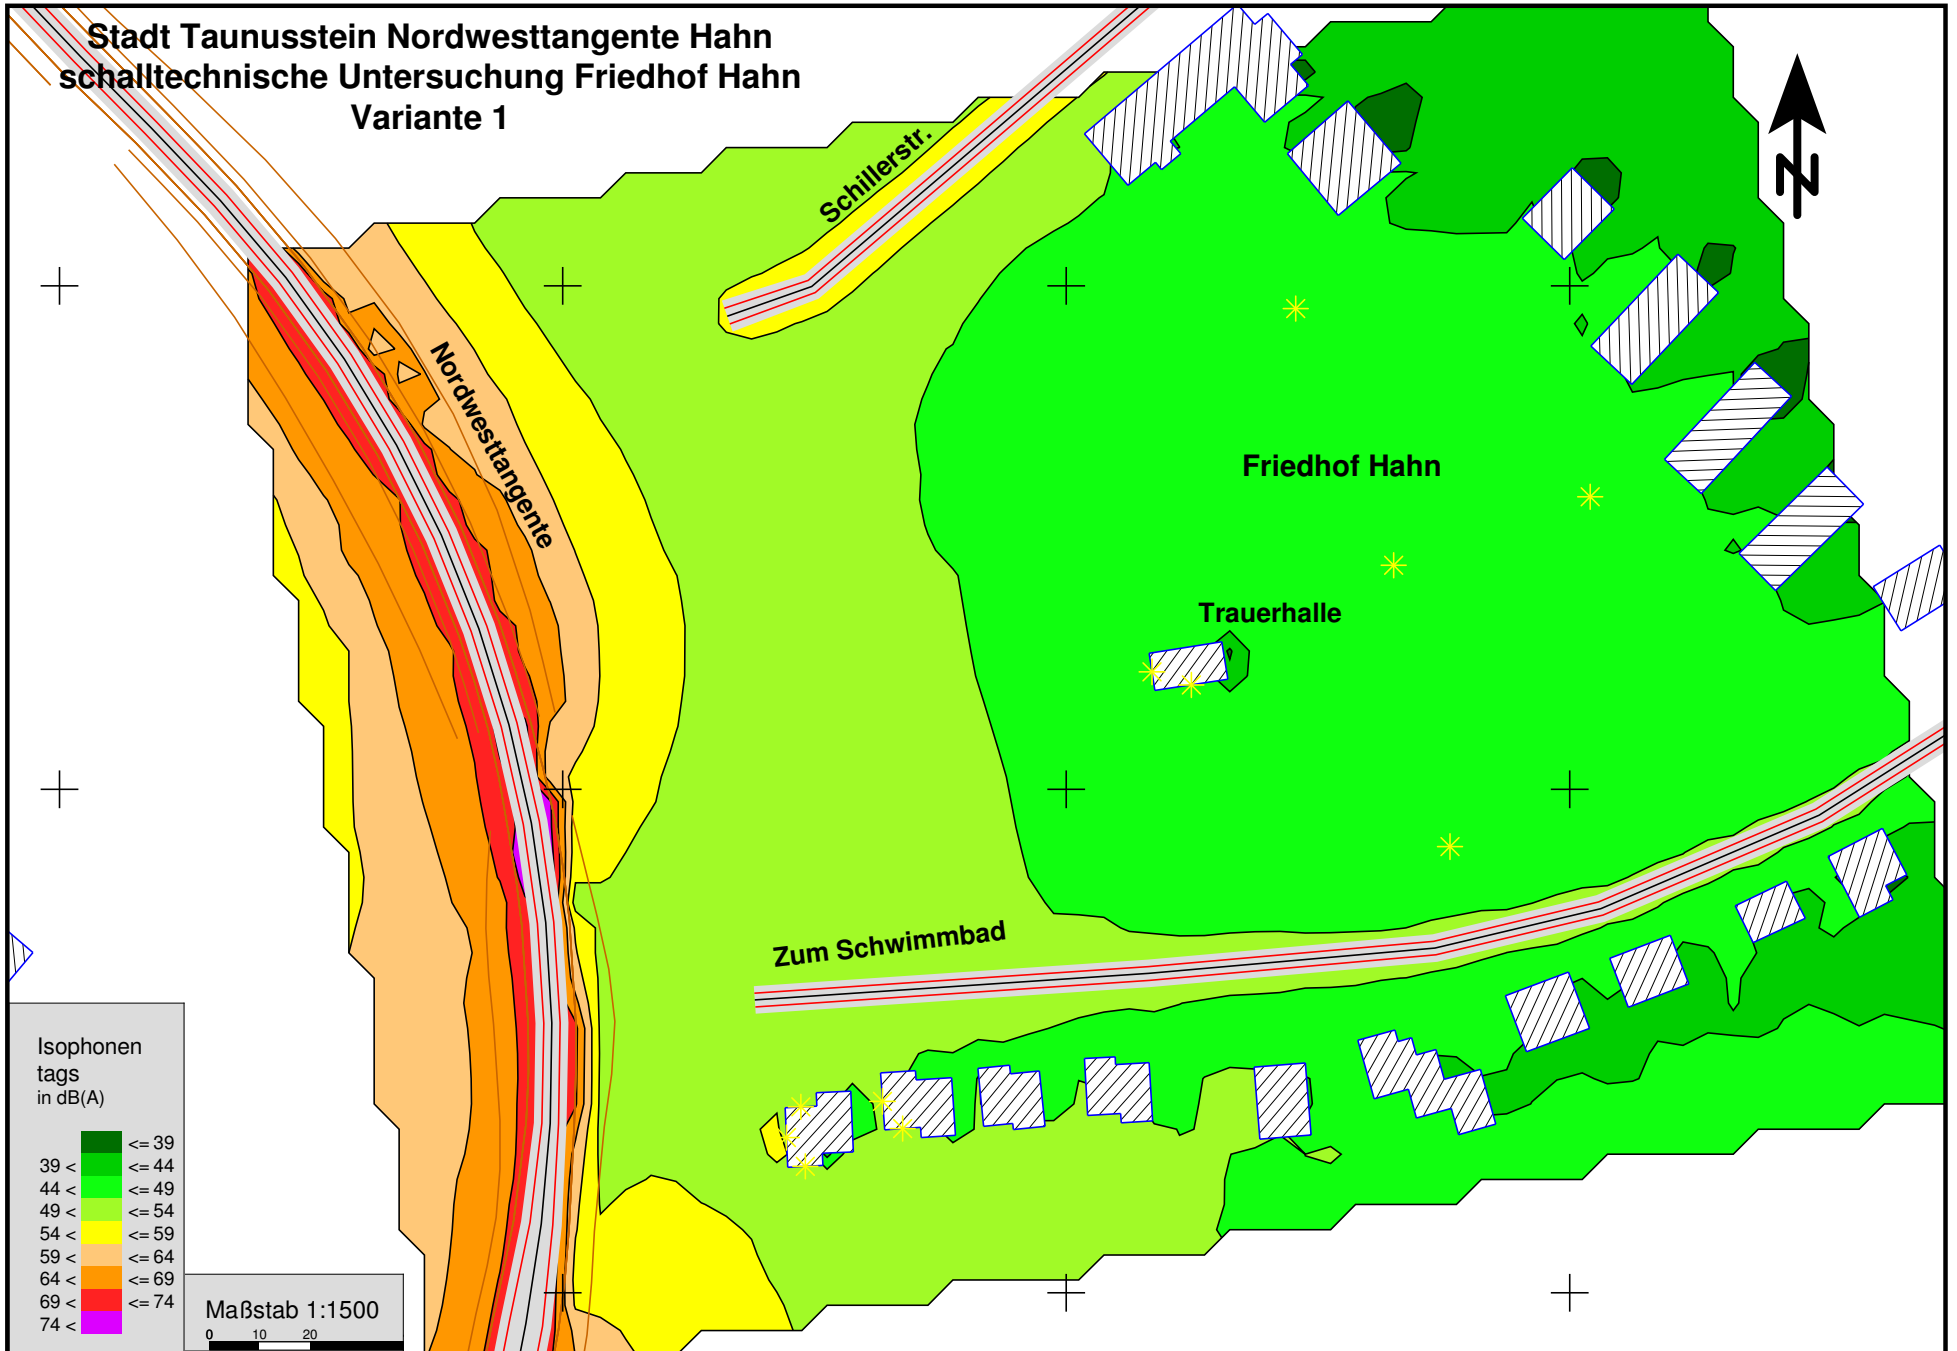 Stadt Taunusstein Nordwesttangente Hahn
schalltechnische Untersuchung Friedhof Hahn
Variante 1
Schillerstr.
N
Nordwesttangente
Friedhof Hahn
Trauerhalle
Zum Schwimmbad
Isophonen
tags
in dB(A)
<= 39
39 < <= 44
44 < <= 49
49 < <= 54
54 < <= 59
59 < <= 64
64 < <= 69
69 < <= 74
74 <
Maßstab 1:1500
0 10 20